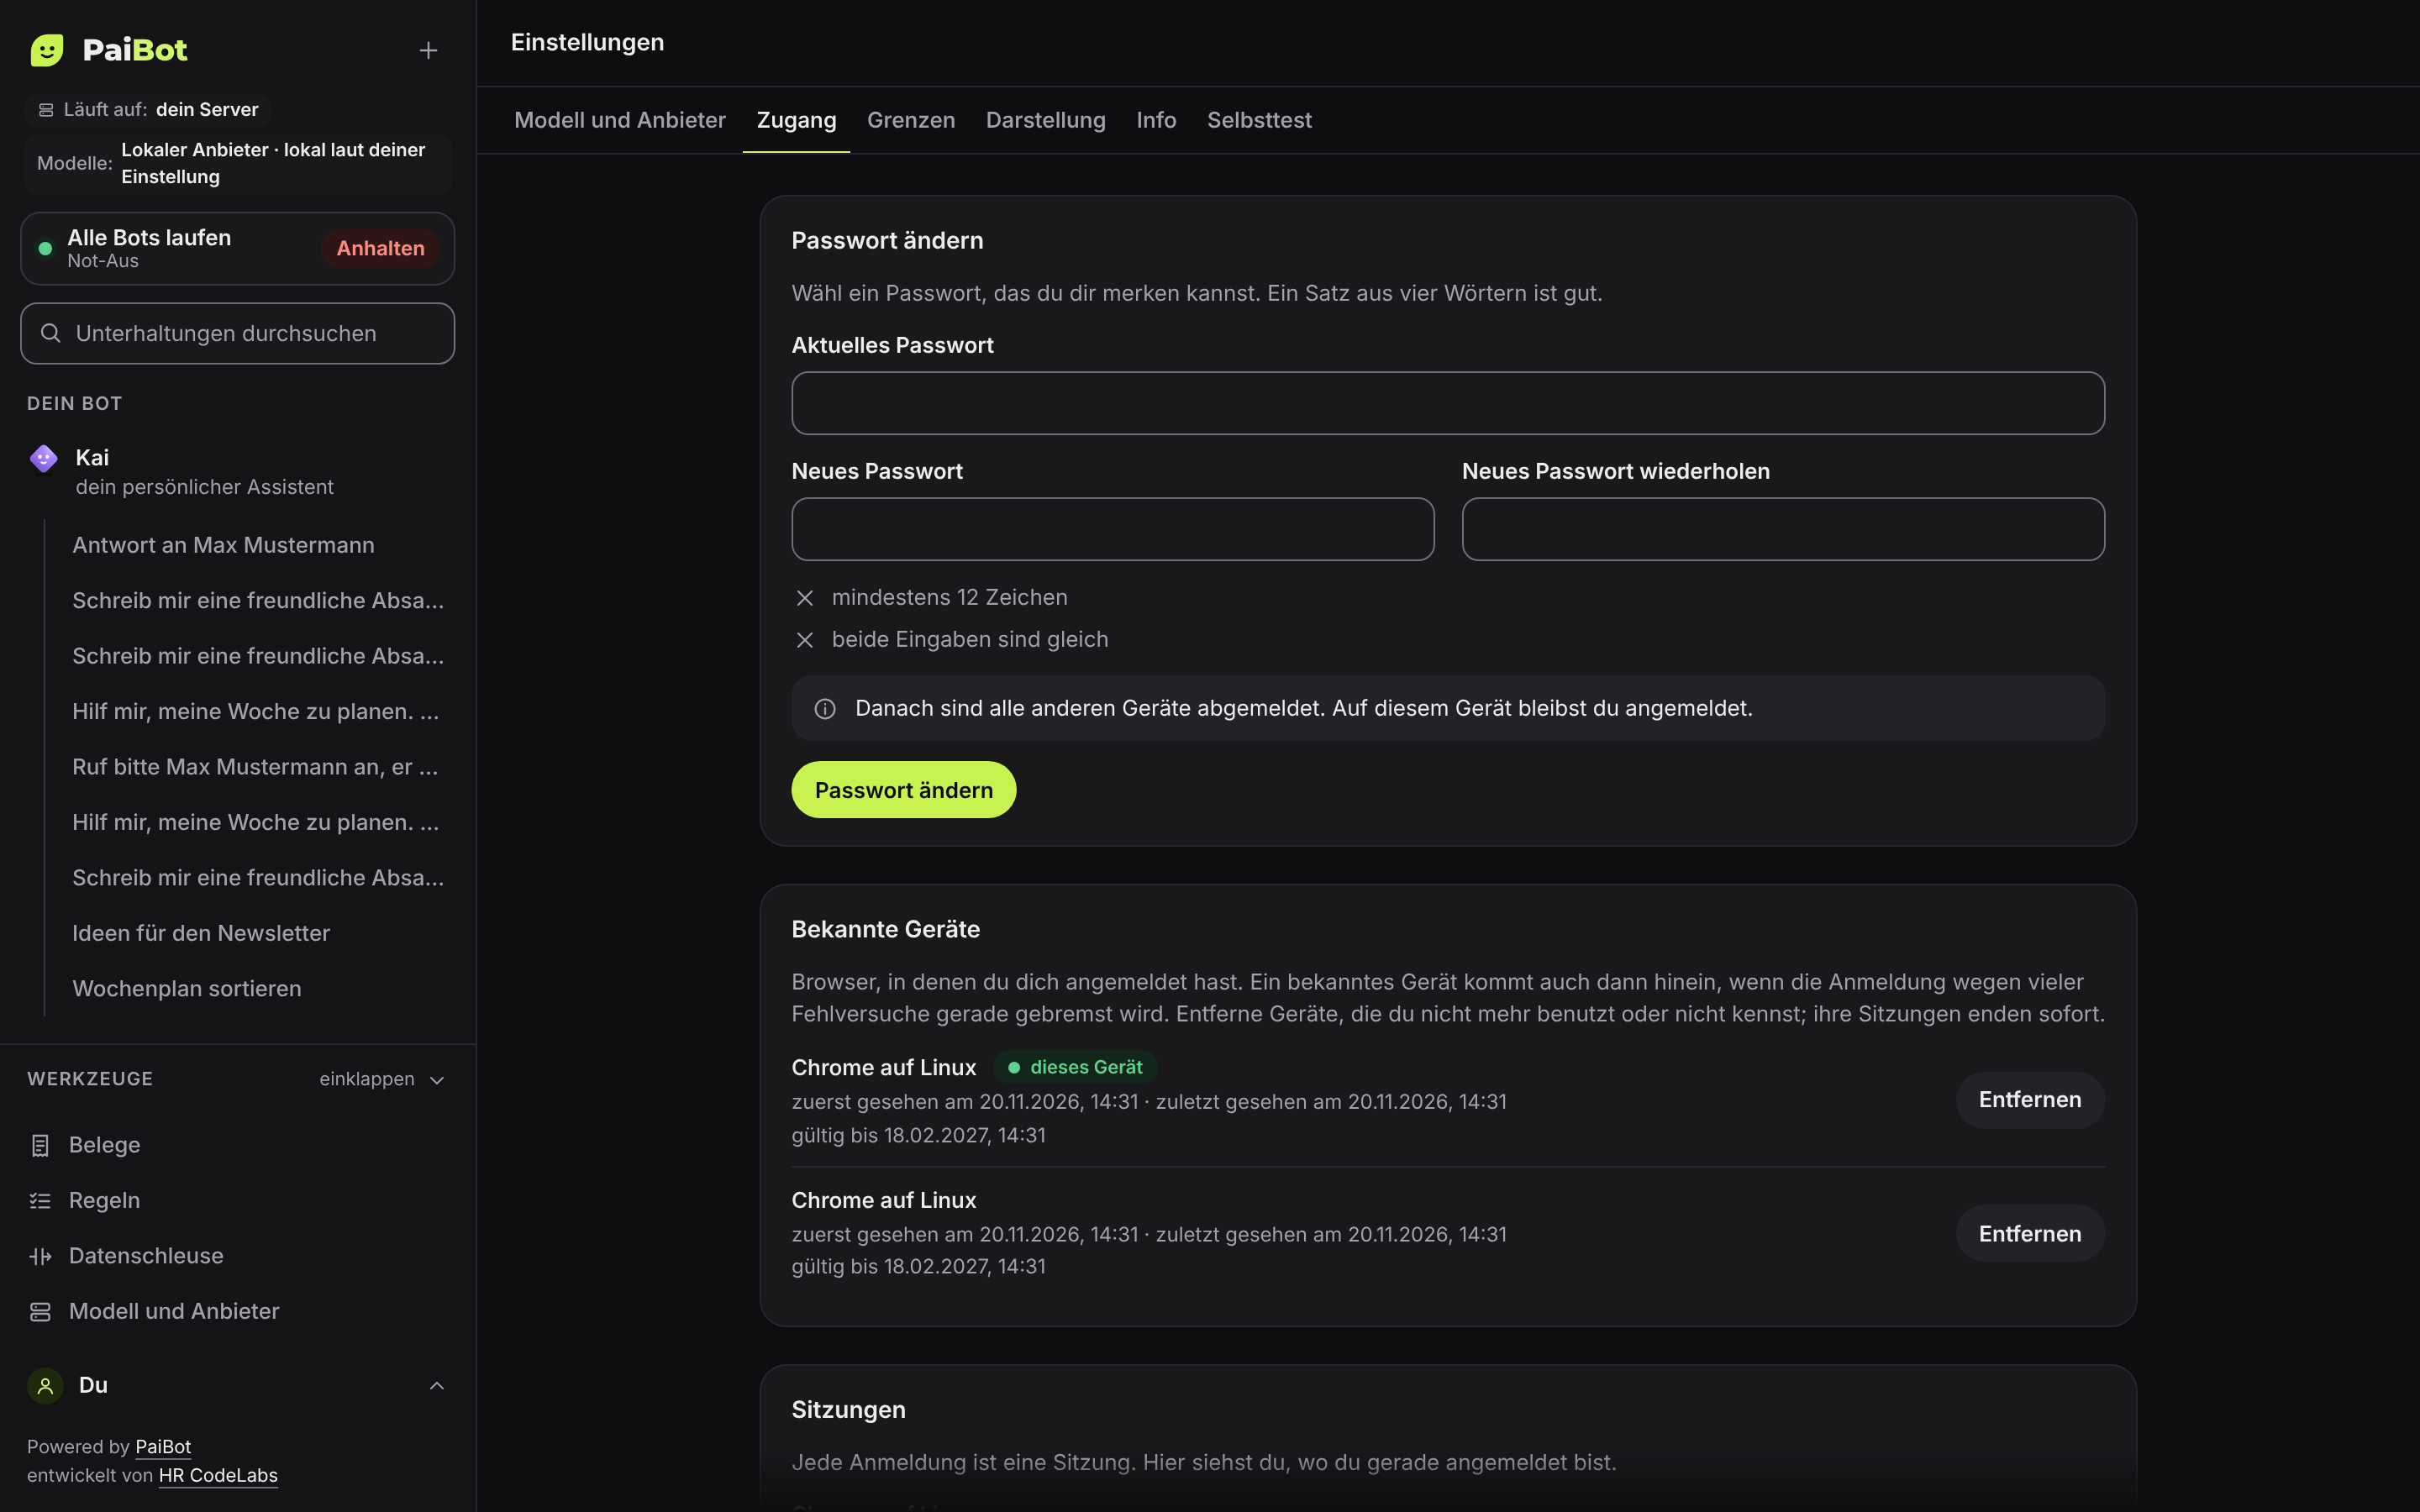 PaiBot
Läuft auf: dein Server
Modelle: Lokaler Anbieter · lokal laut deiner
Einstellung
Alle Bots laufen
Not-Aus
Anhalten
Unterhaltungen durchsuchen
DEIN BOT
Kai
dein persönlicher Assistent
Antwort an Max Mustermann
Schreib mir eine freundliche Absa...
Schreib mir eine freundliche Absa...
Hilf mir, meine Woche zu planen. ...
Ruf bitte Max Mustermann an, er ...
Hilf mir, meine Woche zu planen. ...
Schreib mir eine freundliche Absa...
Ideen für den Newsletter
Wochenplan sortieren
WERKZEUGE einklappen
Belege
Regeln
Datenschleuse
Modell und Anbieter
Du
Powered by PaiBot
entwickelt von HR CodeLabs
Einstellungen
Modell und Anbieter Zugang Grenzen Darstellung Info Selbsttest
Passwort ändern
Wähl ein Passwort, das du dir merken kannst. Ein Satz aus vier Wörtern ist gut.
Aktuelles Passwort
Neues Passwort Neues Passwort wiederholen
mindestens 12 Zeichen
beide Eingaben sind gleich
Danach sind alle anderen Geräte abgemeldet. Auf diesem Gerät bleibst du angemeldet.
Passwort ändern
Bekannte Geräte
Browser, in denen du dich angemeldet hast. Ein bekanntes Gerät kommt auch dann hinein, wenn die Anmeldung wegen vieler
Fehlversuche gerade gebremst wird. Entferne Geräte, die du nicht mehr benutzt oder nicht kennst; ihre Sitzungen enden sofort.
Chrome auf Linux dieses Gerät
zuerst gesehen am 20.11.2026, 14:31 · zuletzt gesehen am 20.11.2026, 14:31
gültig bis 18.02.2027, 14:31
Entfernen
Chrome auf Linux
zuerst gesehen am 20.11.2026, 14:31 · zuletzt gesehen am 20.11.2026, 14:31
gültig bis 18.02.2027, 14:31
Entfernen
Sitzungen
Jede Anmeldung ist eine Sitzung. Hier siehst du, wo du gerade angemeldet bist.